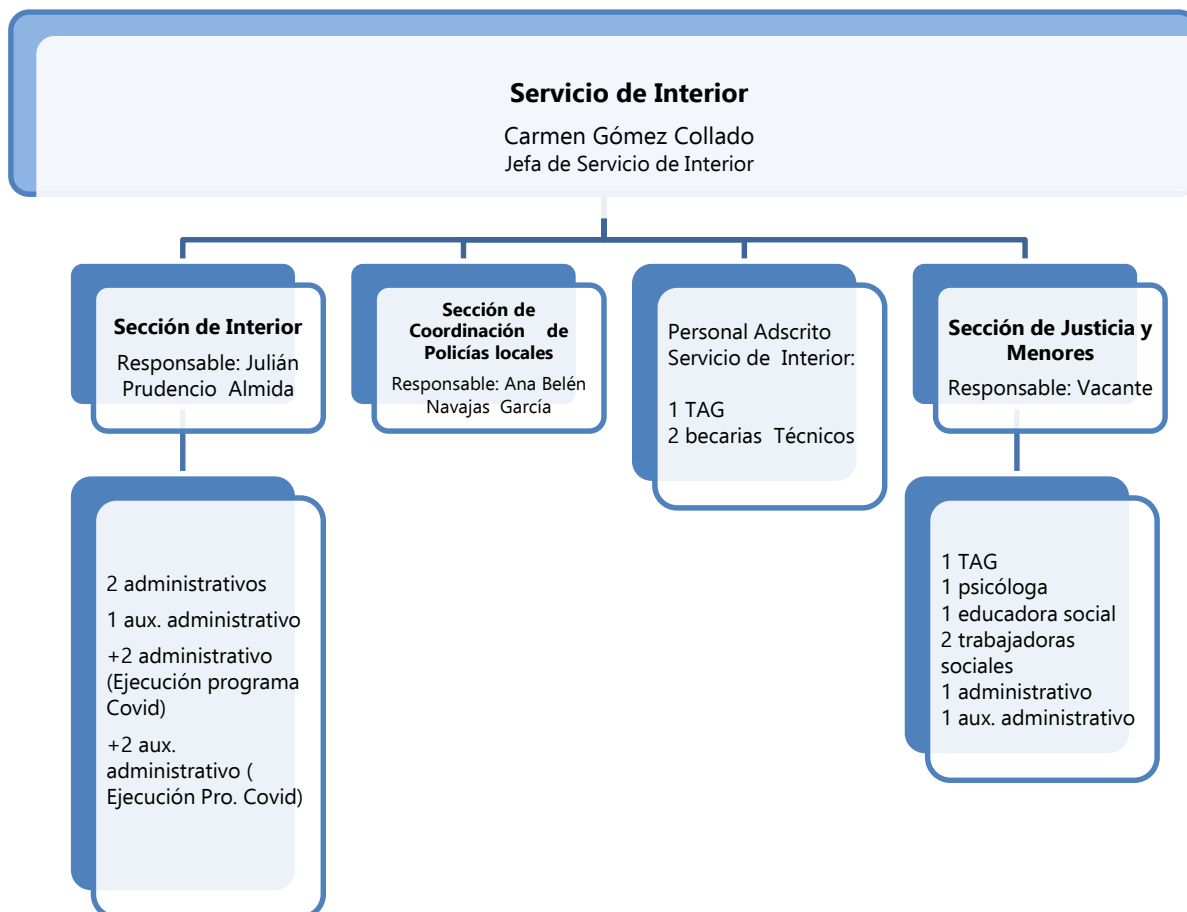 Servicio de Interior
Carmen Gómez Collado
Jefa de Servicio de Interior
Sección de Interior
Responsable: Julián
Prudencio Almida
Sección de
Coordinación de
Policías locales
Responsable: Ana Belén
Navajas García
Personal Adscrito
Servicio de Interior:
1 TAG
2 becarias Técnicos
Sección de Justicia y
Menores
Responsable: Vacante
2 administrativos
1 aux. administrativo
+2 administrativo
(Ejecución programa
Covid)
+2 aux.
administrativo (
Ejecución Pro. Covid)
1 TAG
1 psicóloga
1 educadora social
2 trabajadoras
sociales
1 administrativo
1 aux. administrativo